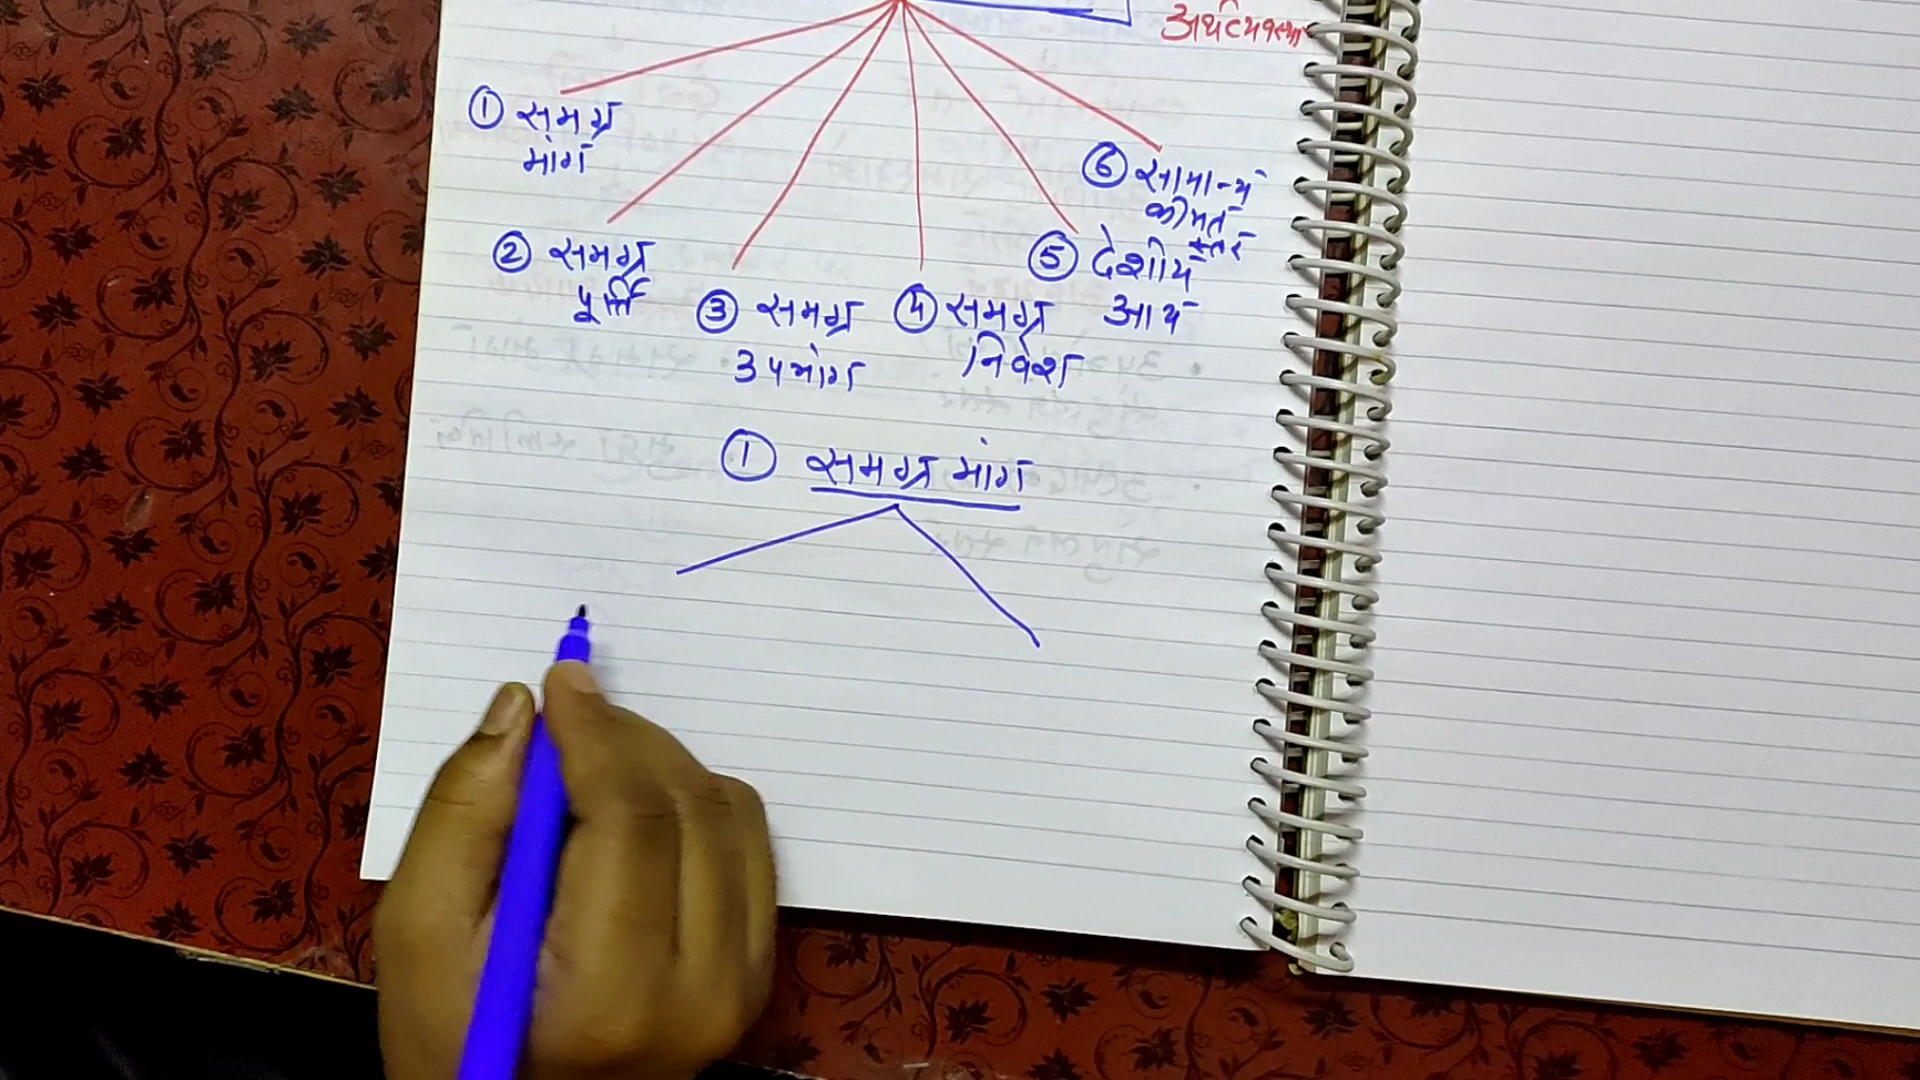 अर्थव्यवस्था
① समग्र
मांग
② समग्र
पूर्ति
③ समग्र
उपभोग
④ समग्र
निवेश
⑤ देशीय
आय
⑥ सामान्य
कीमत
स्तर
① समग्र मांग